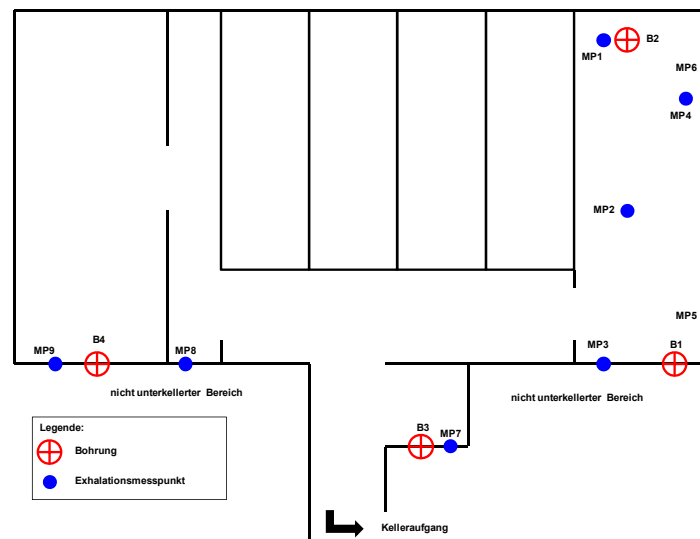 B2
MP1
MP6
MP4
MP2
MP5
B4
B1
MP9
MP8
MP3
nicht unterkellerter Bereich
nicht unterkellerter Bereich
B3
MP7
Legende:
Bohrung
Exhalationsmesspunkt
Kelleraufgang